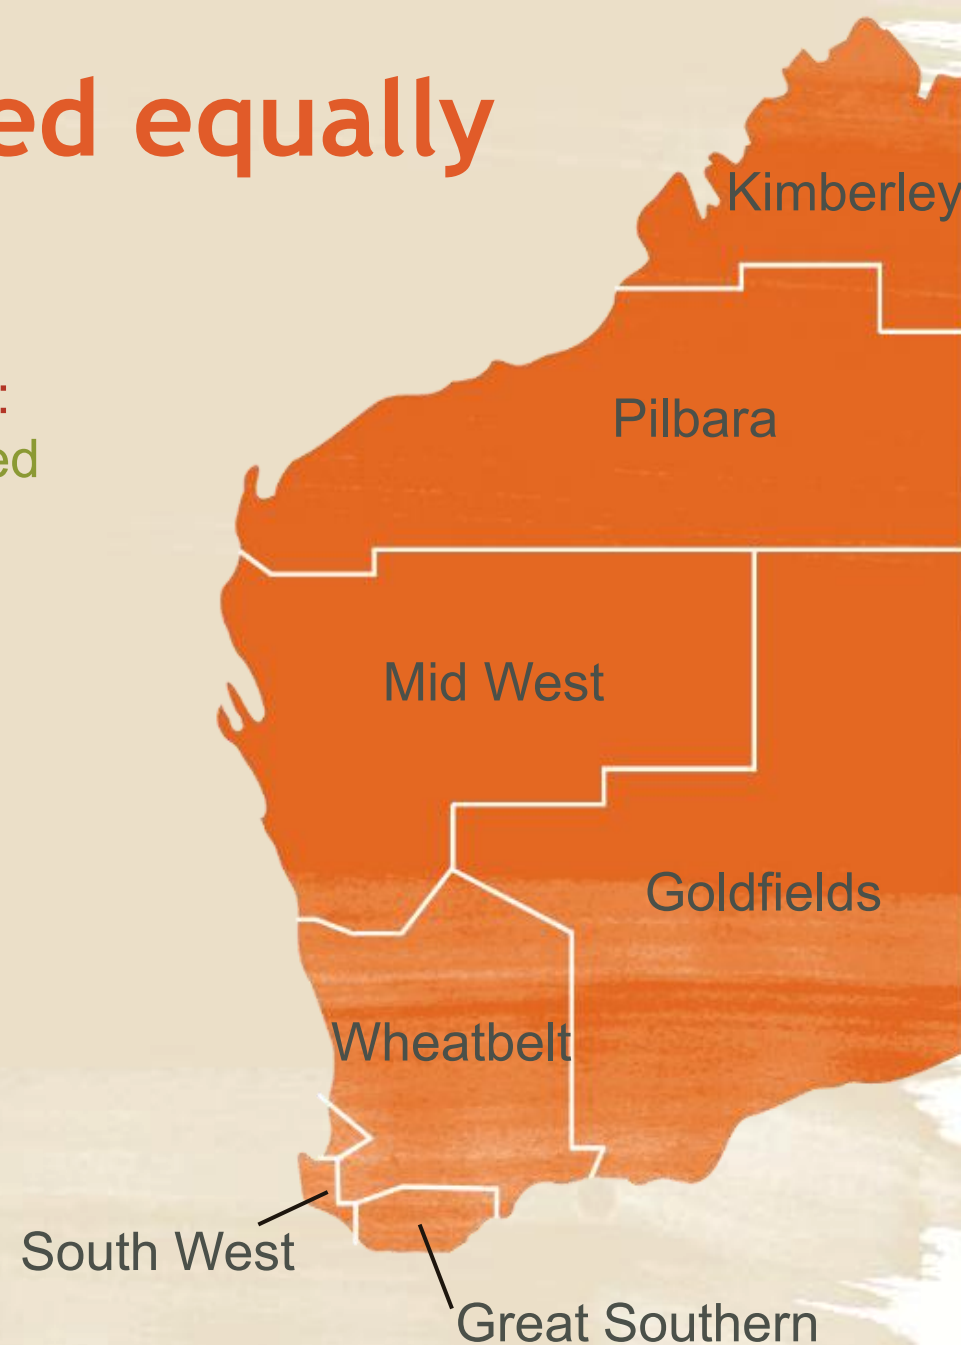 ed equally
Kimberley
:
ed
Pilbara
Mid West
Goldfields
Wheatbelt
South West
Great Southern